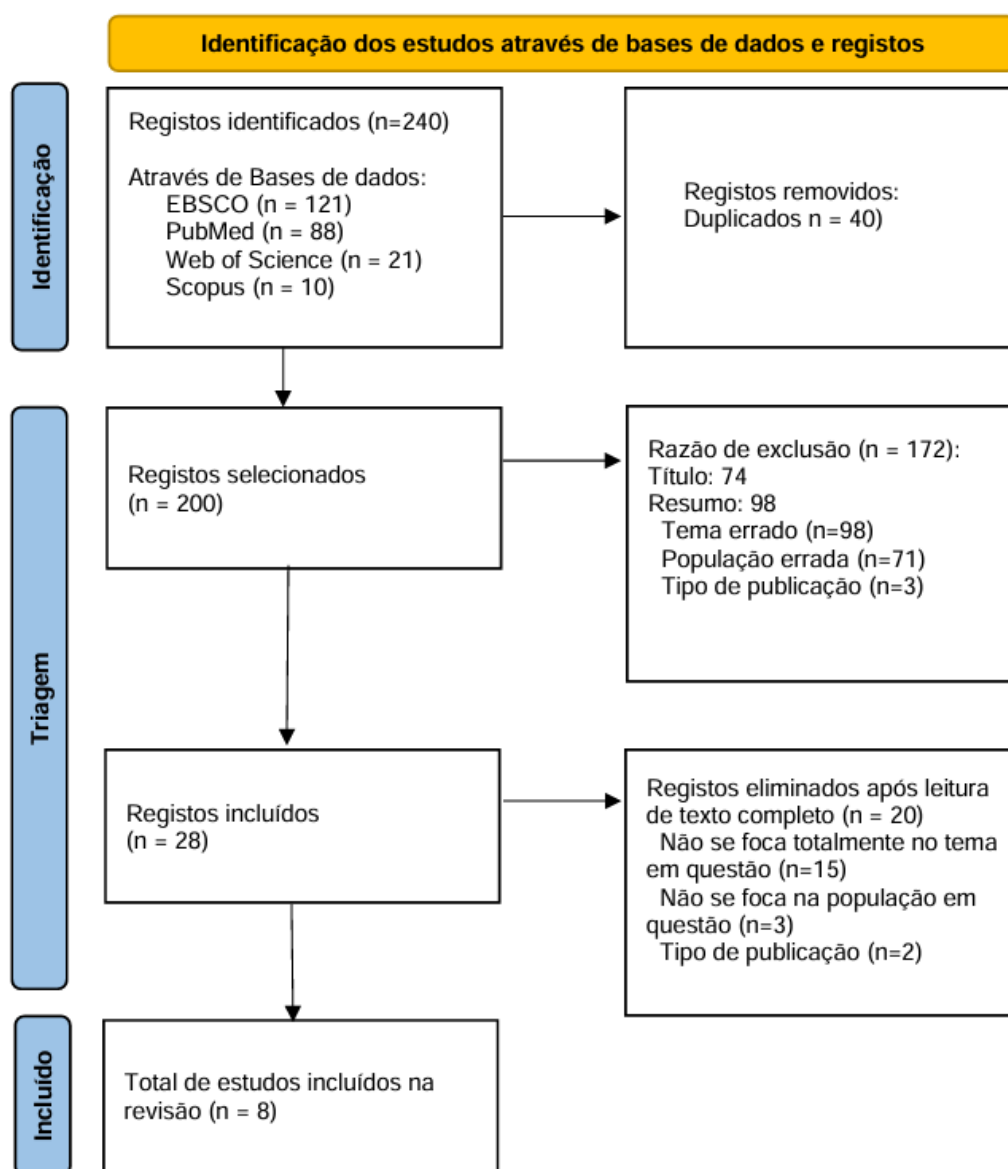 Identificação dos estudos através de bases de dados e registos
Identificação
Registos identificados (n=240)
Através de Bases de dados:
EBSCO (n = 121)
PubMed (n = 88)
Web of Science (n = 21)
Scopus (n = 10)
Registos removidos:
Duplicados n = 40)
Triagem
Registos selecionados
(n = 200)
Razão de exclusão (n = 172):
Título: 74
Resumo: 98
Tema errado (n=98)
População errada (n=71)
Tipo de publicação (n=3)
Registos incluídos
(n = 28)
Registos eliminados após leitura
de texto completo (n = 20)
Não se foca totalmente no tema
em questão (n=15)
Não se foca na população em
questão (n=3)
Tipo de publicação (n=2)
Incluído
Total de estudos incluídos na
revisão (n = 8)